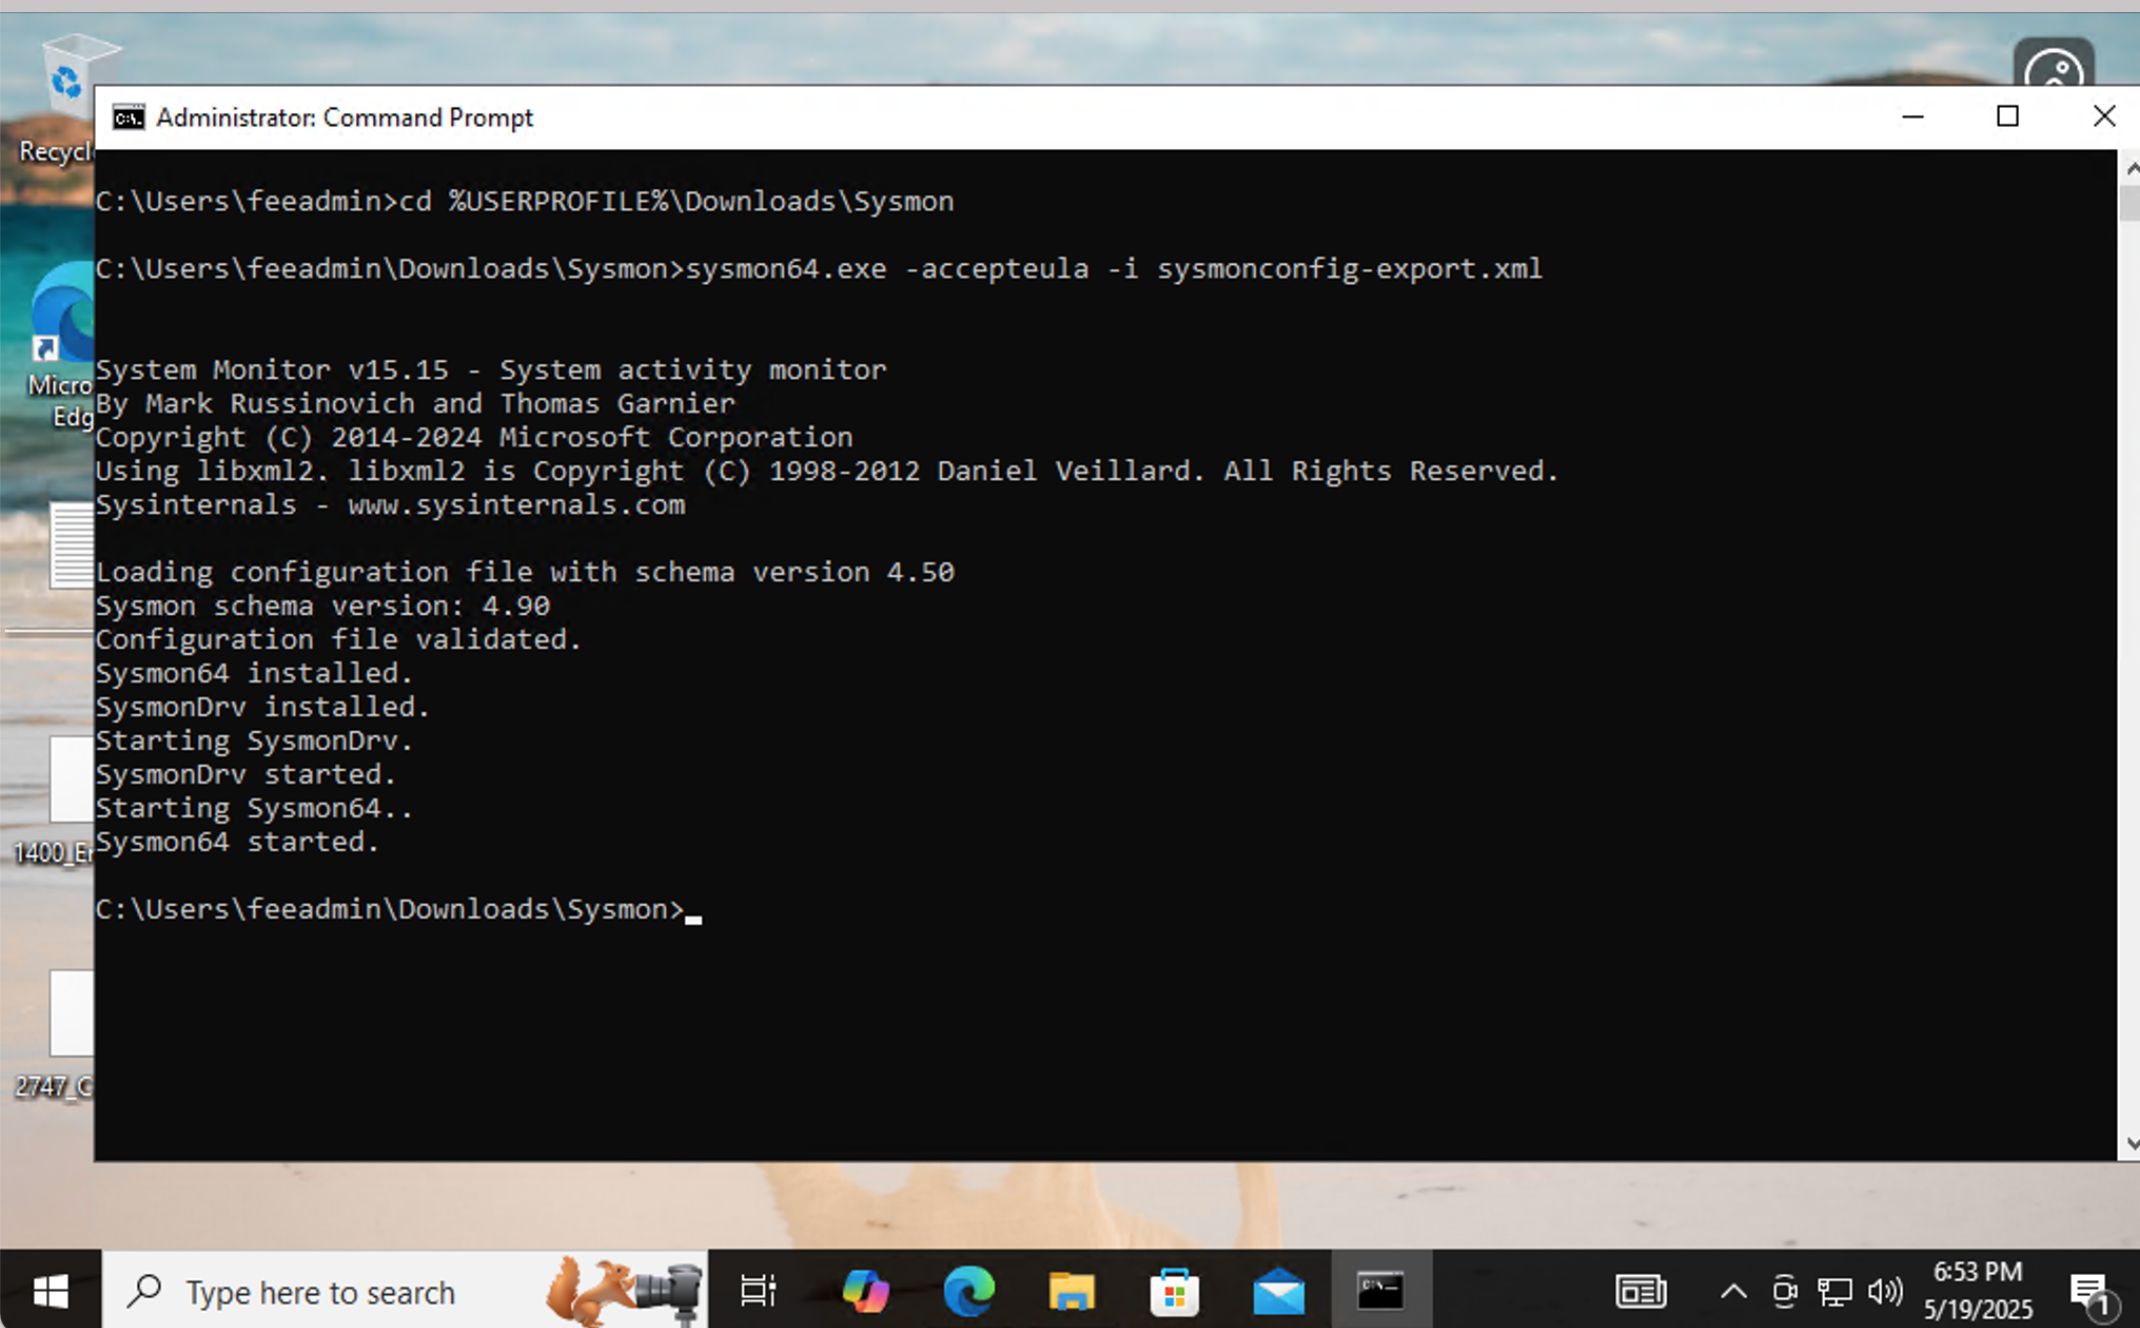 Administrator: Command Prompt
Recycl
C:\Users\feeadmin>cd %USERPROFILE%\Downloads\Sysmon
C:\Users\feeadmin\Downloads\Sysmon>sysmon64.exe -accepteula -i sysmonconfig-export.xml
System Monitor v15.15 - System activity monitor
Micro
By Mark Russinovich and Thomas Garnier
Edg
Copyright (C) 2014-2024 Microsoft Corporation
Using libxml2. libxml2 is Copyright (C) 1998-2012 Daniel Veillard. All Rights Reserved.
Sysinternals - www.sysinternals.com
Loading configuration file with schema version 4.50
Sysmon schema version: 4.90
Configuration file validated.
Sysmon64 installed.
SysmonDrv installed.
Starting SysmonDrv.
SysmonDrv started.
Starting Sysmon64..
Sysmon64 started.
1400_Er
C:\Users\feeadmin\Downloads\Sysmon>
2747_C
Type here to search
6:53 PM
5/19/2025
1